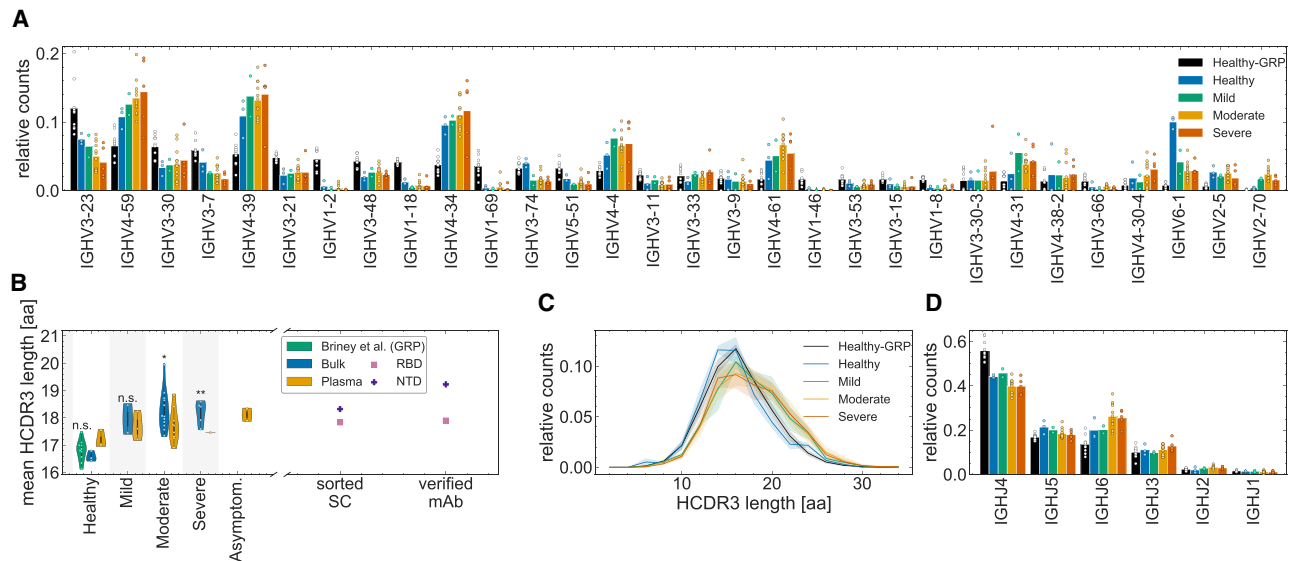 A
relative counts
0.2
0.1
0.0
Healthy-GRP
Healthy
Mild
Moderate
Severe
IGHV3-23
IGHV4-59
IGHV3-30
IGHV3-7
IGHV4-39
IGHV3-21
IGHV1-2
IGHV3-48
IGHV1-18
IGHV4-34
IGHV1-69
IGHV3-74
IGHV5-51
IGHV4-4
IGHV3-11
IGHV3-33
IGHV3-9
IGHV4-61
IGHV1-46
IGHV3-53
IGHV3-15
IGHV1-8
IGHV3-30-3
IGHV4-31
IGHV4-38-2
IGHV3-66
IGHV4-30-4
IGHV6-1
IGHV2-5
IGHV2-70
B
mean HCDR3 length [aa]
21
20
19
18
17
16
n.s.
n.s.
*
**
Briney et al. (GRP)
Bulk
Plasma
RBD
NTD
Healthy
Mild
Moderate
Severe
Asymptom.
sorted
SC
verified
mAb
C
relative counts
0.10
0.05
0.00
Healthy-GRP
Healthy
Mild
Moderate
Severe
10
20
30
HCDR3 length [aa]
D
relative counts
0.6
0.4
0.2
0.0
IGHJ4
IGHJ5
IGHJ6
IGHJ3
IGHJ2
IGHJ1